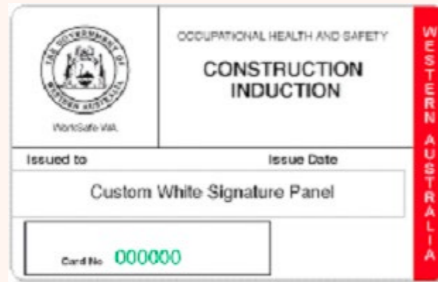 THE GOVERNMENT OF
WESTERN AUSTRALIA
WorkSafe WA
OCCUPATIONAL HEALTH AND SAFETY
CONSTRUCTION
INDUCTION
WESTERN AUSTRALIA
Issued to Issue Date
Custom White Signature Panel
Card No 000000